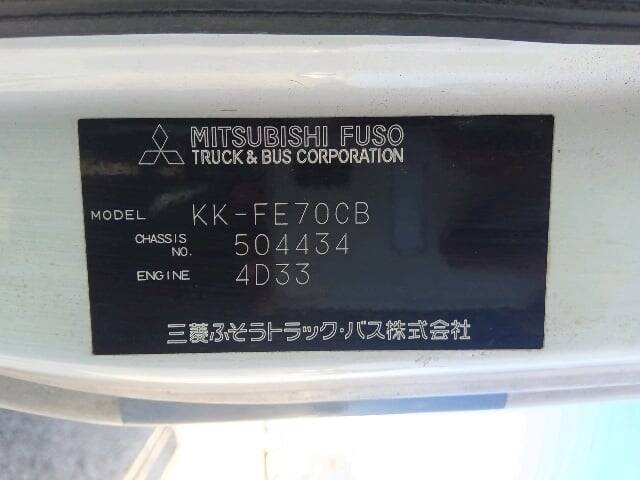 MITSUBISHI FUSO
TRUCK & BUS CORPORATION
MODEL KK-FE70CB
CHASSIS NO. 504434
ENGINE 4D33
三菱ふそうトラック・バス株式会社